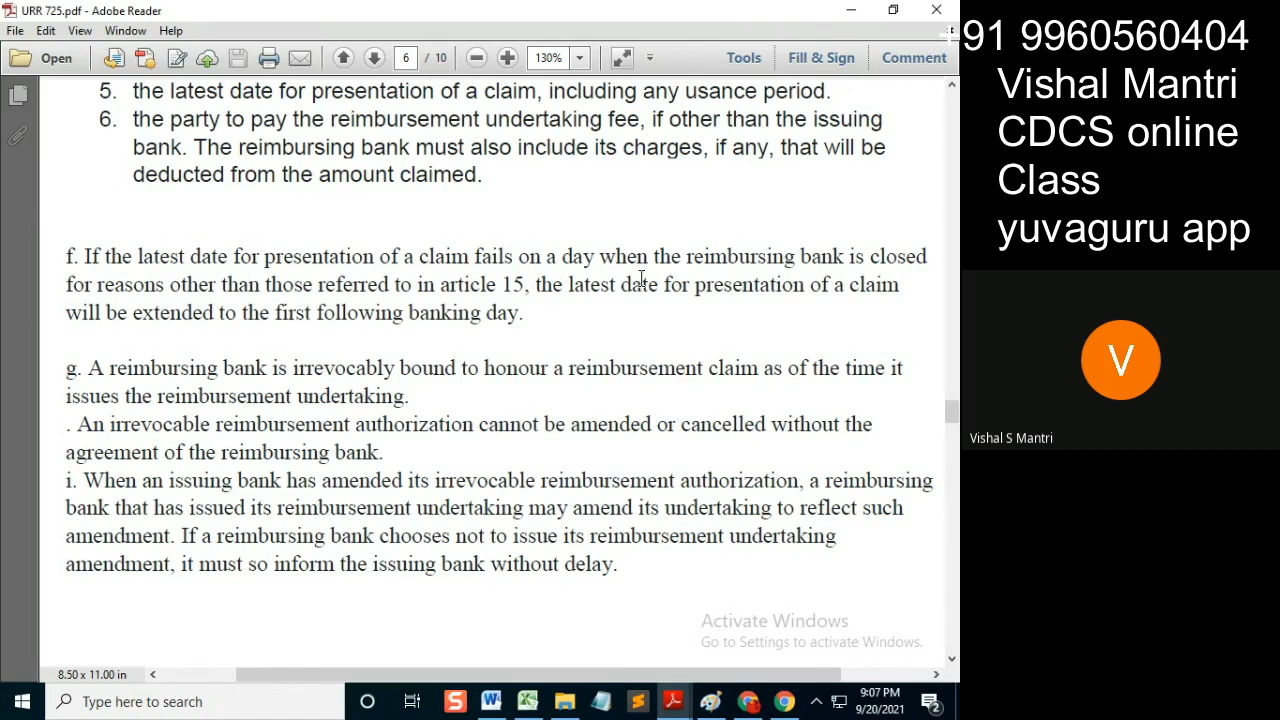 URR 725.pdf - Adobe Reader
File Edit View Window Help
Open 6 / 10 130% Tools Fill & Sign Comment
5. the latest date for presentation of a claim, including any usance period.
6. the party to pay the reimbursement undertaking fee, if other than the issuing
bank. The reimbursing bank must also include its charges, if any, that will be
deducted from the amount claimed.
f. If the latest date for presentation of a claim fails on a day when the reimbursing bank is closed
for reasons other than those referred to in article 15, the latest date for presentation of a claim
will be extended to the first following banking day.
g. A reimbursing bank is irrevocably bound to honour a reimbursement claim as of the time it
issues the reimbursement undertaking.
. An irrevocable reimbursement authorization cannot be amended or cancelled without the
agreement of the reimbursing bank.
i. When an issuing bank has amended its irrevocable reimbursement authorization, a reimbursing
bank that has issued its reimbursement undertaking may amend its undertaking to reflect such
amendment. If a reimbursing bank chooses not to issue its reimbursement undertaking
amendment, it must so inform the issuing bank without delay.
Activate Windows
Go to Settings to activate Windows.
8.50 x 11.00 in
Type here to search
9:07 PM
9/20/2021
2
+91 9960560404
Vishal Mantri
CDCS online
Class
yuvaguru app
V
Vishal S Mantri